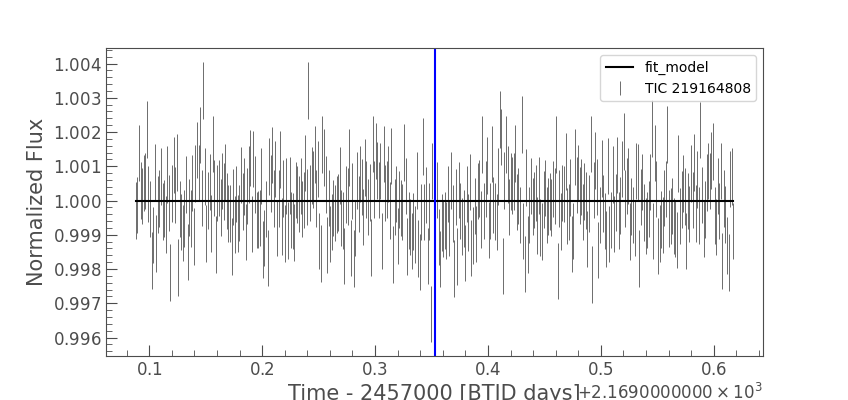 1.004
1.003
1.002
1.001
1.000
0.999
0.998
0.997
0.996
Normalized Flux
fit_model
TIC 219164808
0.1 0.2 0.3 0.4 0.5 0.6
Time - 2457000 [BTJD days]
+2.1690000000 × 10³